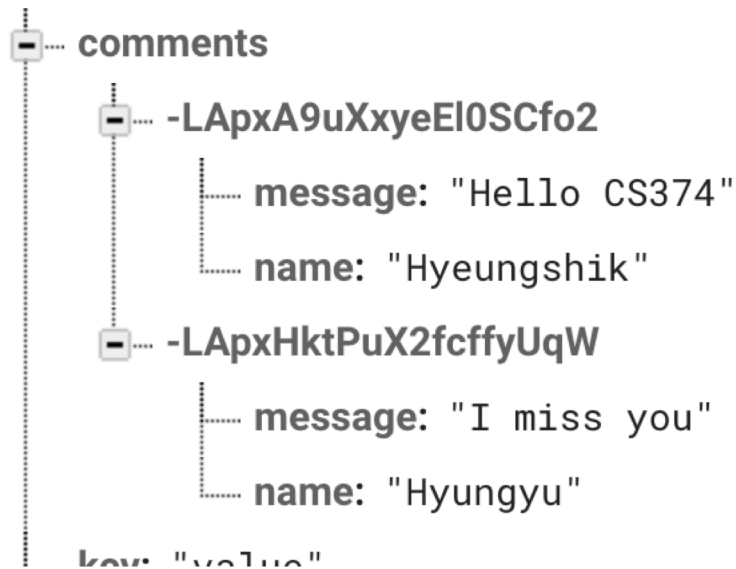 comments
-LApxA9uXxyeEl0SCfo2
message: "Hello CS374"
name: "Hyeungshik"
-LApxHktPuX2fcffyUqW
message: "I miss you"
name: "Hyungyu"
key: "value"